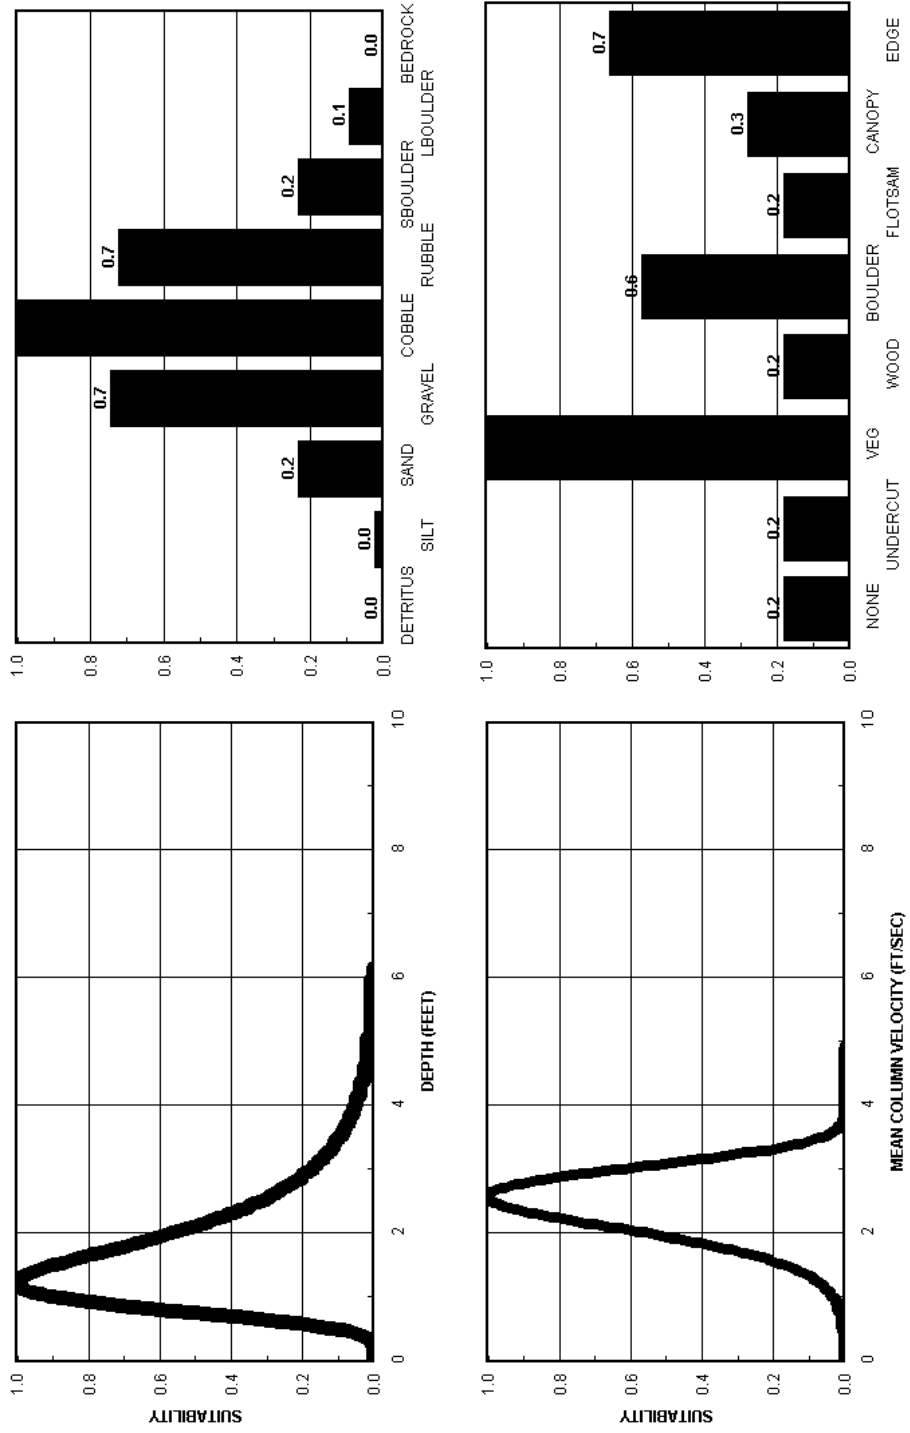 SUITABILITY
1.0
0.8
0.6
0.4
0.2
0.0
0
2
4
6
8
10
DEPTH (FEET)
1.0
0.8
0.6
0.4
0.2
0.0
0.0
0.0
0.2
0.7
0.7
0.2
0.1
0.0
DETRITUS
SILT
SAND
GRAVEL
COBBLE
RUBBLE
SBOULDER
LBOULDER
BEDROCK
SUITABILITY
1.0
0.8
0.6
0.4
0.2
0.0
0
2
4
6
8
10
MEAN COLUMN VELOCITY (FT/SEC)
1.0
0.8
0.6
0.4
0.2
0.0
0.2
0.2
0.2
0.6
0.2
0.3
0.7
NONE
UNDERCUT
VEG
WOOD
BOULDER
FLOTSAM
CANOPY
EDGE